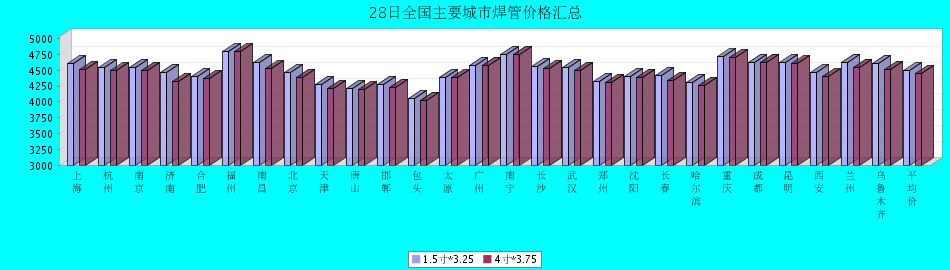 28日全国主要城市焊管价格汇总
5000
4750
4500
4250
4000
3750
3500
3250
3000
上海
杭州
南京
济南
合肥
福州
南昌
北京
天津
唐山
邯郸
包头
太原
广州
南宁
长沙
武汉
郑州
沈阳
长春
哈尔滨
重庆
成都
昆明
西安
兰州
乌鲁木齐
平均价
1.5寸*3.25
4寸*3.75